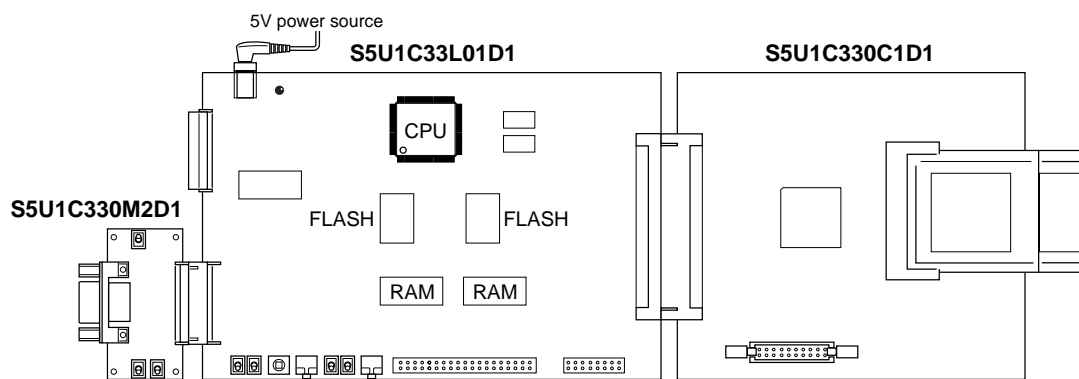 5V power source
S5U1C33L01D1
S5U1C330C1D1
CPU
S5U1C330M2D1
FLASH
FLASH
RAM
RAM